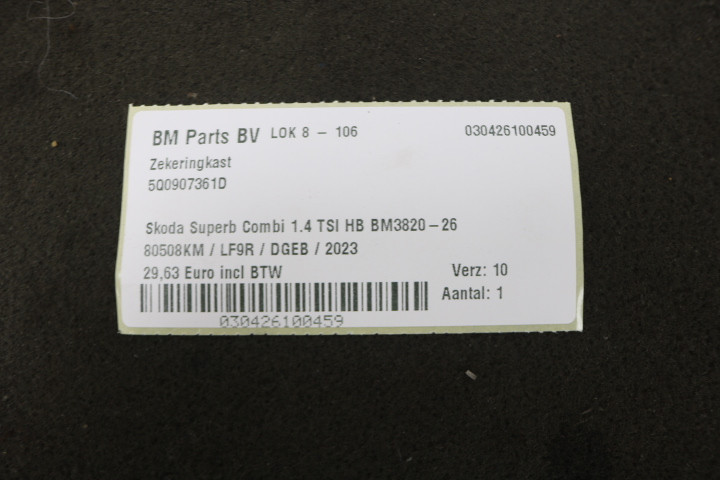 BM Parts BV LOK 8 - 106 030426100459
Zekeringkast
5Q0907361D
Skoda Superb Combi 1.4 TSI HB BM3820-26
80508KM / LF9R / DGEB / 2023
29,63 Euro incl BTW Verz: 10
Aantal: 1
030426100459